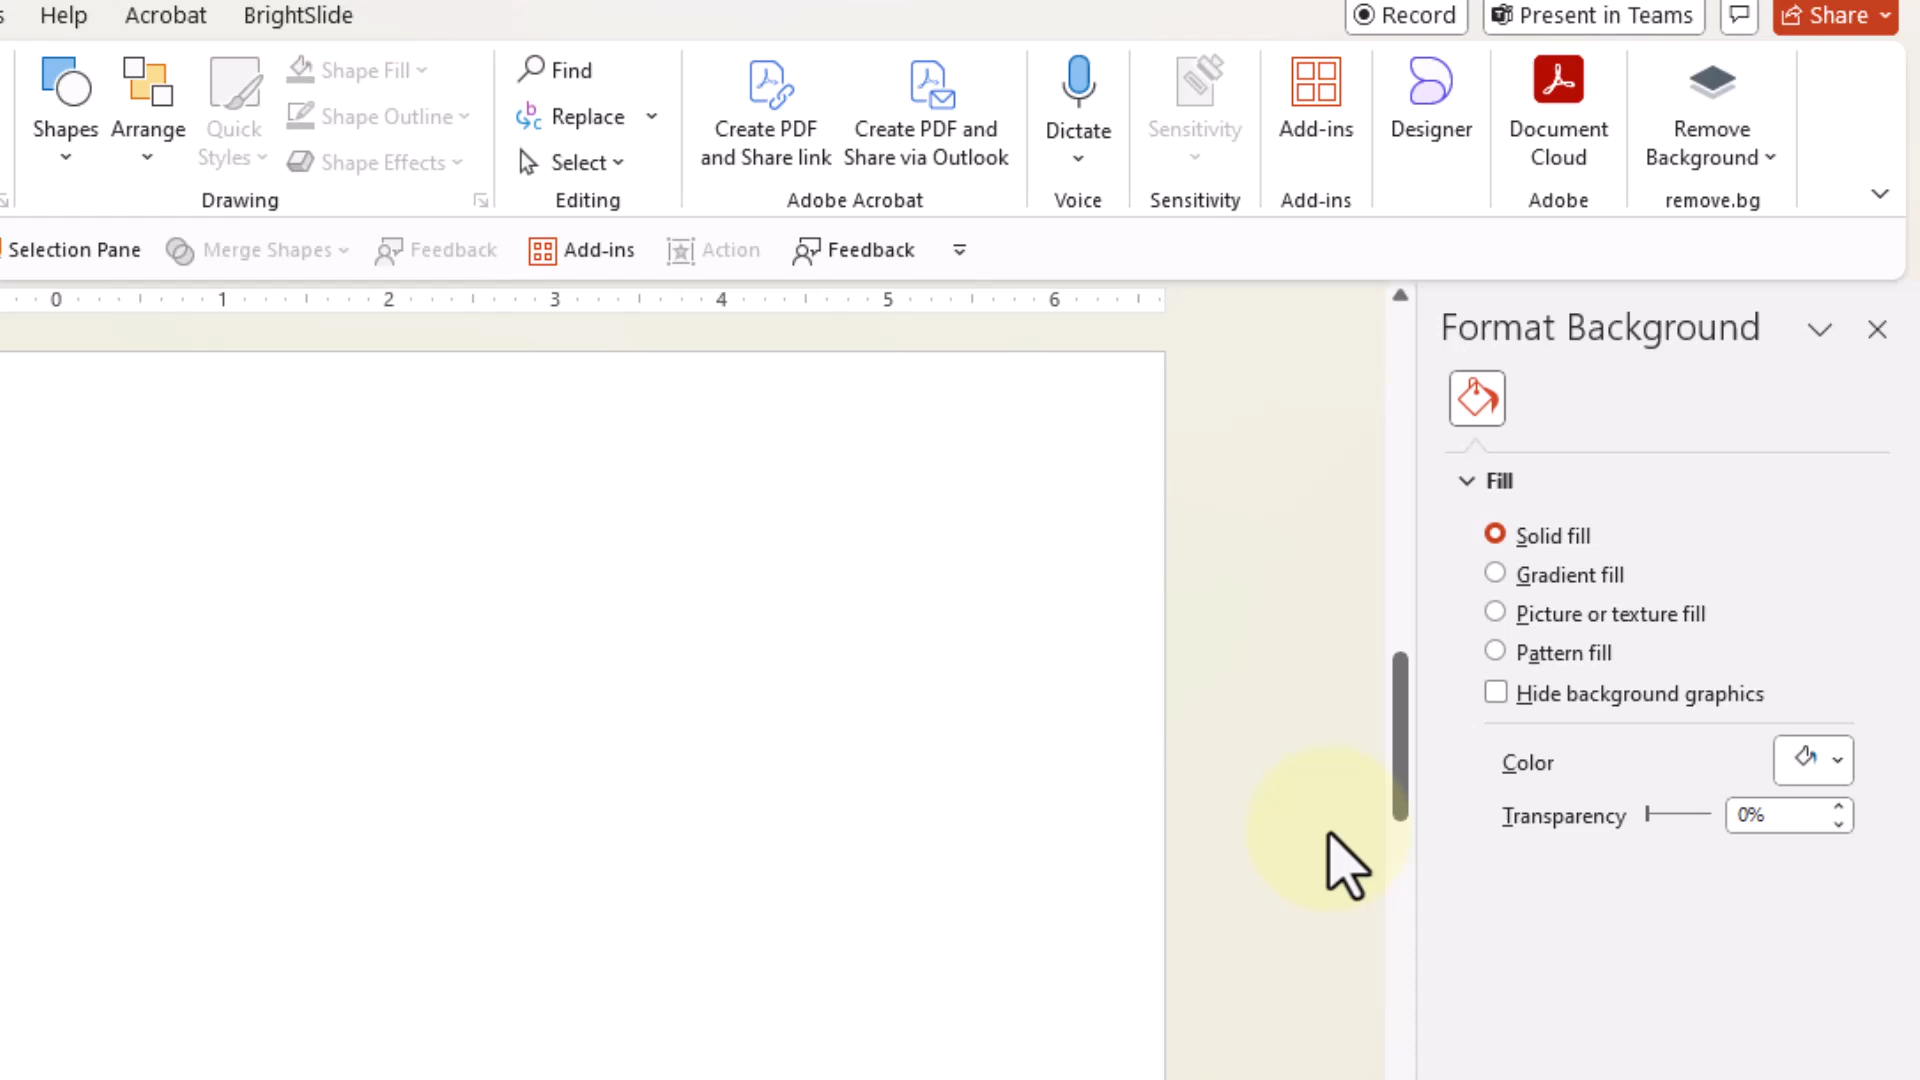 Help Acrobat BrightSlide Record Present in Teams Share
Shapes Arrange Quick Styles
Shape Fill
Shape Outline
Shape Effects
Drawing
Find
Replace
Select
Editing
Create PDF and Share link
Create PDF and Share via Outlook
Adobe Acrobat
Dictate
Voice
Sensitivity
Sensitivity
Add-ins
Add-ins
Designer
Document Cloud
Adobe
Remove Background
remove.bg
Selection Pane Merge Shapes Feedback Add-ins Action Feedback
0 1 2 3 4 5 6
Format Background
Fill
Solid fill
Gradient fill
Picture or texture fill
Pattern fill
Hide background graphics
Color
Transparency 0%